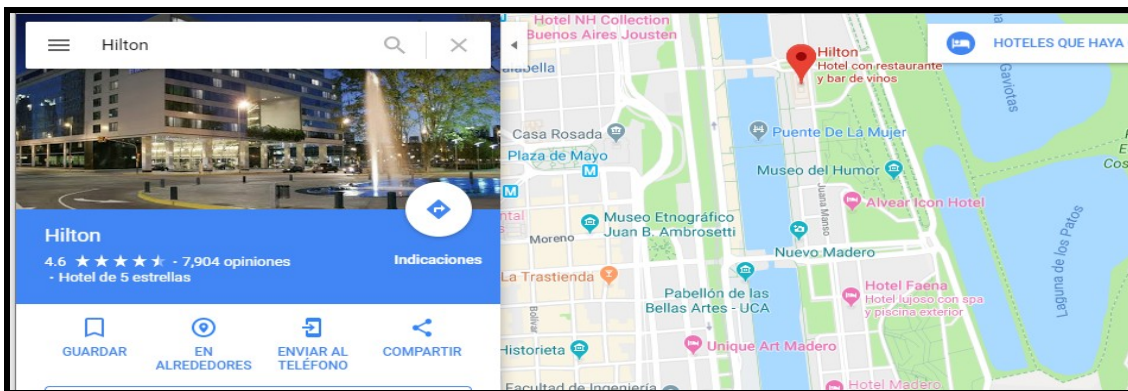 Hilton
Hilton
4.6
- 7,904 opiniones
- Hotel de 5 estrellas
Indicaciones
GUARDAR
EN
ALREDEDORES
ENVIAR AL
TELÉFONO
COMPARTIR
Hotel NH Collection
Buenos Aires Jousten
Hilton
Hotel con restaurante
y bar de vinos
HOTELES QUE HAYA
Gaviotas
Casa Rosada
Plaza de Mayo
M
M
Puente De La Mujer
Museo del Humor
Juana Manso
Alvear Icon Hotel
Museo Etnográfico
Juan B. Ambrosetti
Moreno
Nuevo Madero
La Trastienda
Bolívar
Pabellón de las
Bellas Artes - UCA
Hotel Faena
Hotel lujoso con spa
y piscina exterior
Laguna de los Patos
Historieta
Unique Art Madero
Facultad de Ingeniería
Hotel Madero